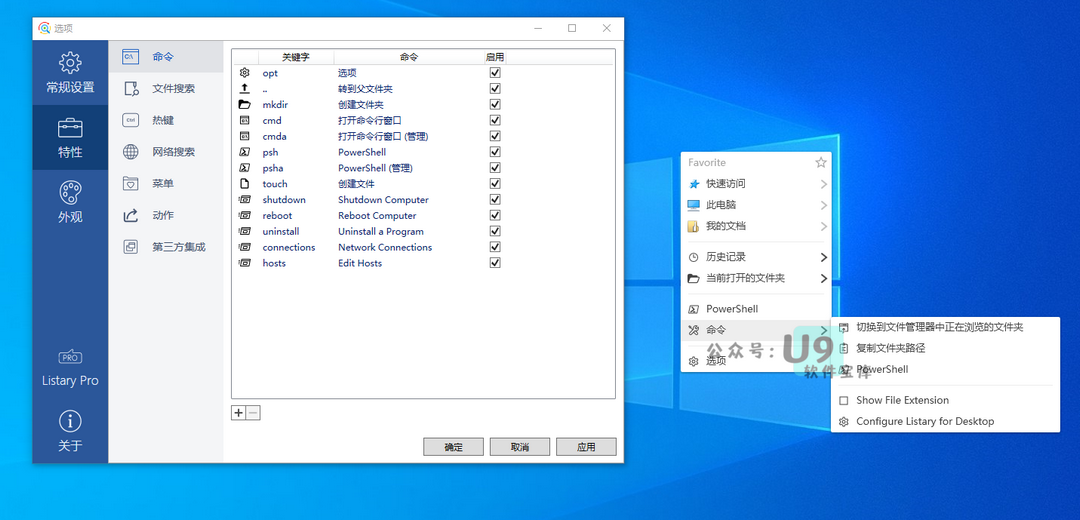 选项
常规设置
特性
外观
PRO
Listary Pro
关于
命令
文件搜索
热键
网络搜索
菜单
动作
第三方集成
关键字 命令 启用
opt 选项
.. 转到父文件夹
mkdir 创建文件夹
cmd 打开命令行窗口
cmda 打开命令行窗口 (管理)
psh PowerShell
psha PowerShell (管理)
touch 创建文件
shutdown Shutdown Computer
reboot Reboot Computer
uninstall Uninstall a Program
connections Network Connections
hosts Edit Hosts
确定 取消 应用
Favorite
快速访问
此电脑
我的文档
历史记录
当前打开的文件夹
PowerShell
命令
选项
切换到文件管理器中正在浏览的文件夹
复制文件夹路径
PowerShell
Show File Extension
Configure Listary for Desktop
公众号: U9
软件宝库